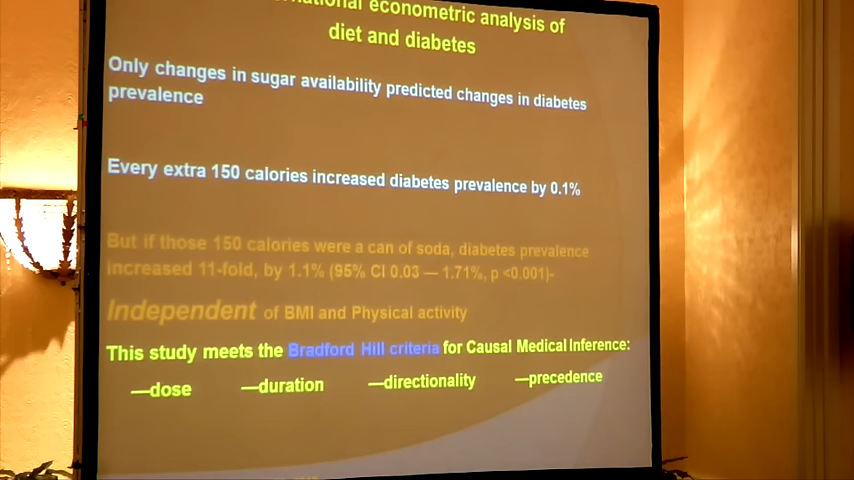 econometric analysis of
diet and diabetes
Only changes in sugar availability predicted changes in diabetes
prevalence
Every extra 150 calories increased diabetes prevalence by 0.1%
But if those 150 calories were a can of soda, diabetes prevalence
increased 11-fold, by 1.1% (95% CI 0.03 — 1.71%, p <0.001)-
Independent of BMI and Physical activity
This study meets the Bradford Hill criteria for Causal Medical Inference:
—dose —duration —directionality —precedence